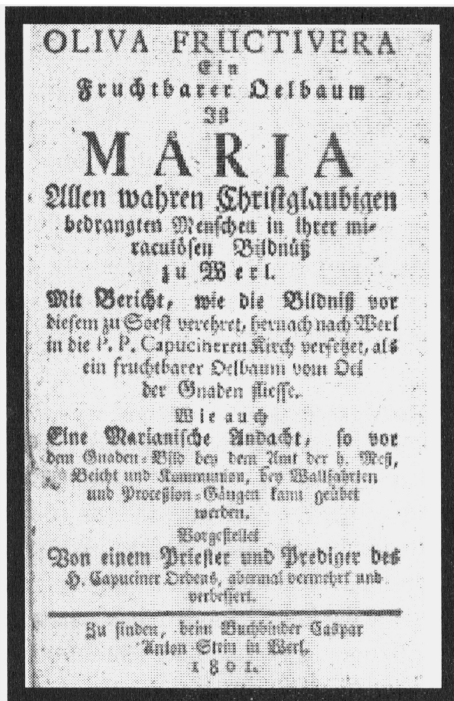 OLIVA FRUCTIVERA
Ein
Fruchtbarer Oelbaum
Ist
MARIA
Allen wahren Christglaubigen
bedrangten Menschen in ihrer mi-
raculösen Bildnüß
zu Werl.
Mit Bericht, wie die Bildniß vor
diesem zu Soest verehret, hernach nach Werl
in die P. P. Capucineren Kirch versetzet, als
ein fruchtbarer Oelbaum vom Oel
der Gnaden fliesse.
Wie auch
Eine Marianische Andacht, so vor
dem Gnaden-Bild bey dem Amt der h. Meß,
Beicht und Kommunion, bey Wallfahrten
und Proceßion-Gängen kann geübet
werden.
Vorgestellet
Von einem Priester und Prediger des
H. Capuciner Ordens, abermal vermehrt und
verbessert.
Zu finden, beim Buchbinder Caspar
Anton Stein in Werl.
1801.